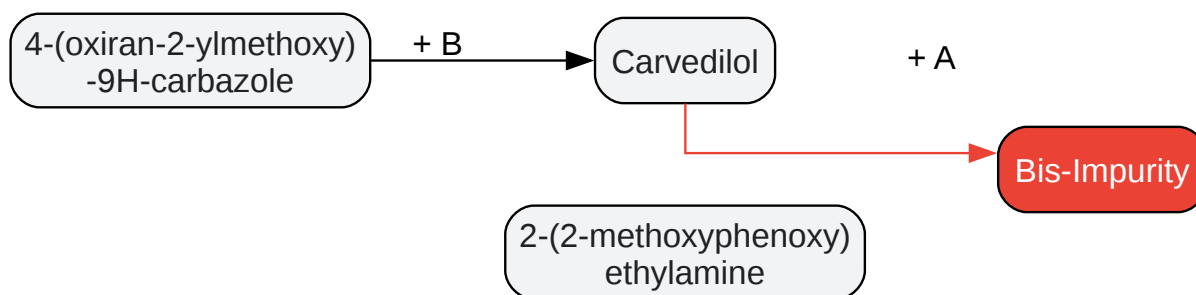 4-(oxiran-2-ylmethoxy)
-9H-carbazole
+ B
Carvedilol
+ A
Bis-Impurity
2-(2-methoxyphenoxy)
ethylamine